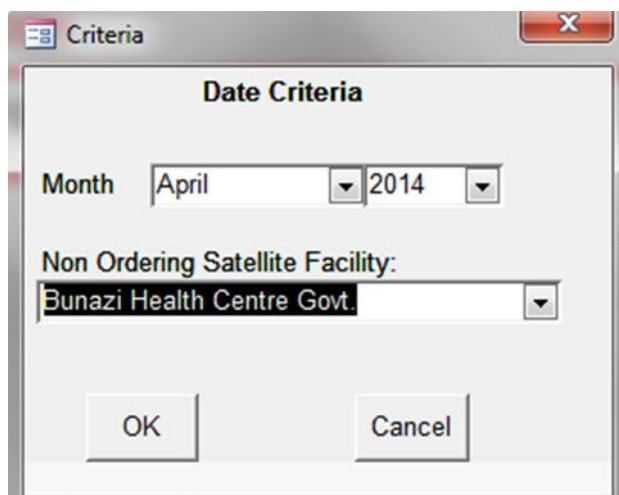 Criteria
Date Criteria
Month April 2014
Non Ordering Satellite Facility:
Bunazi Health Centre Govt.
OK Cancel